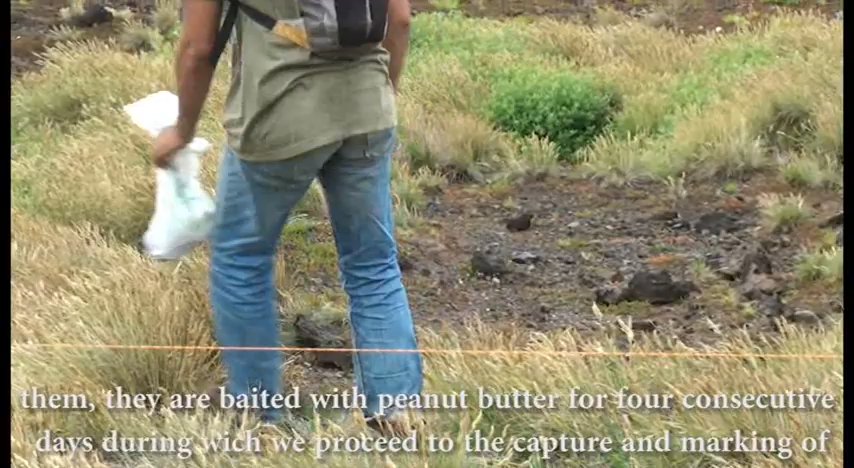 them, they are baited with peanut butter for four consecutive
days during wich we proceed to the capture and marking of